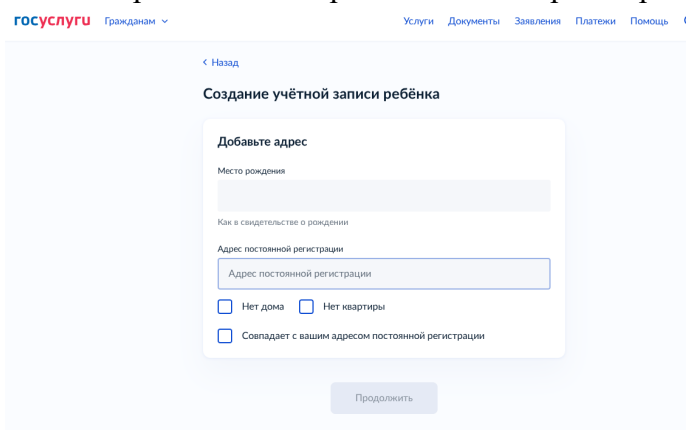 госуслуги Гражданам Услуги Документы Заявления Платежи Помощь
Назад
Создание учётной записи ребёнка
Добавьте адрес
Место рождения
Как в свидетельстве о рождении
Адрес постоянной регистрации
Адрес постоянной регистрации
Нет дома Нет квартиры
Совпадает с вашим адресом постоянной регистрации
Продолжить